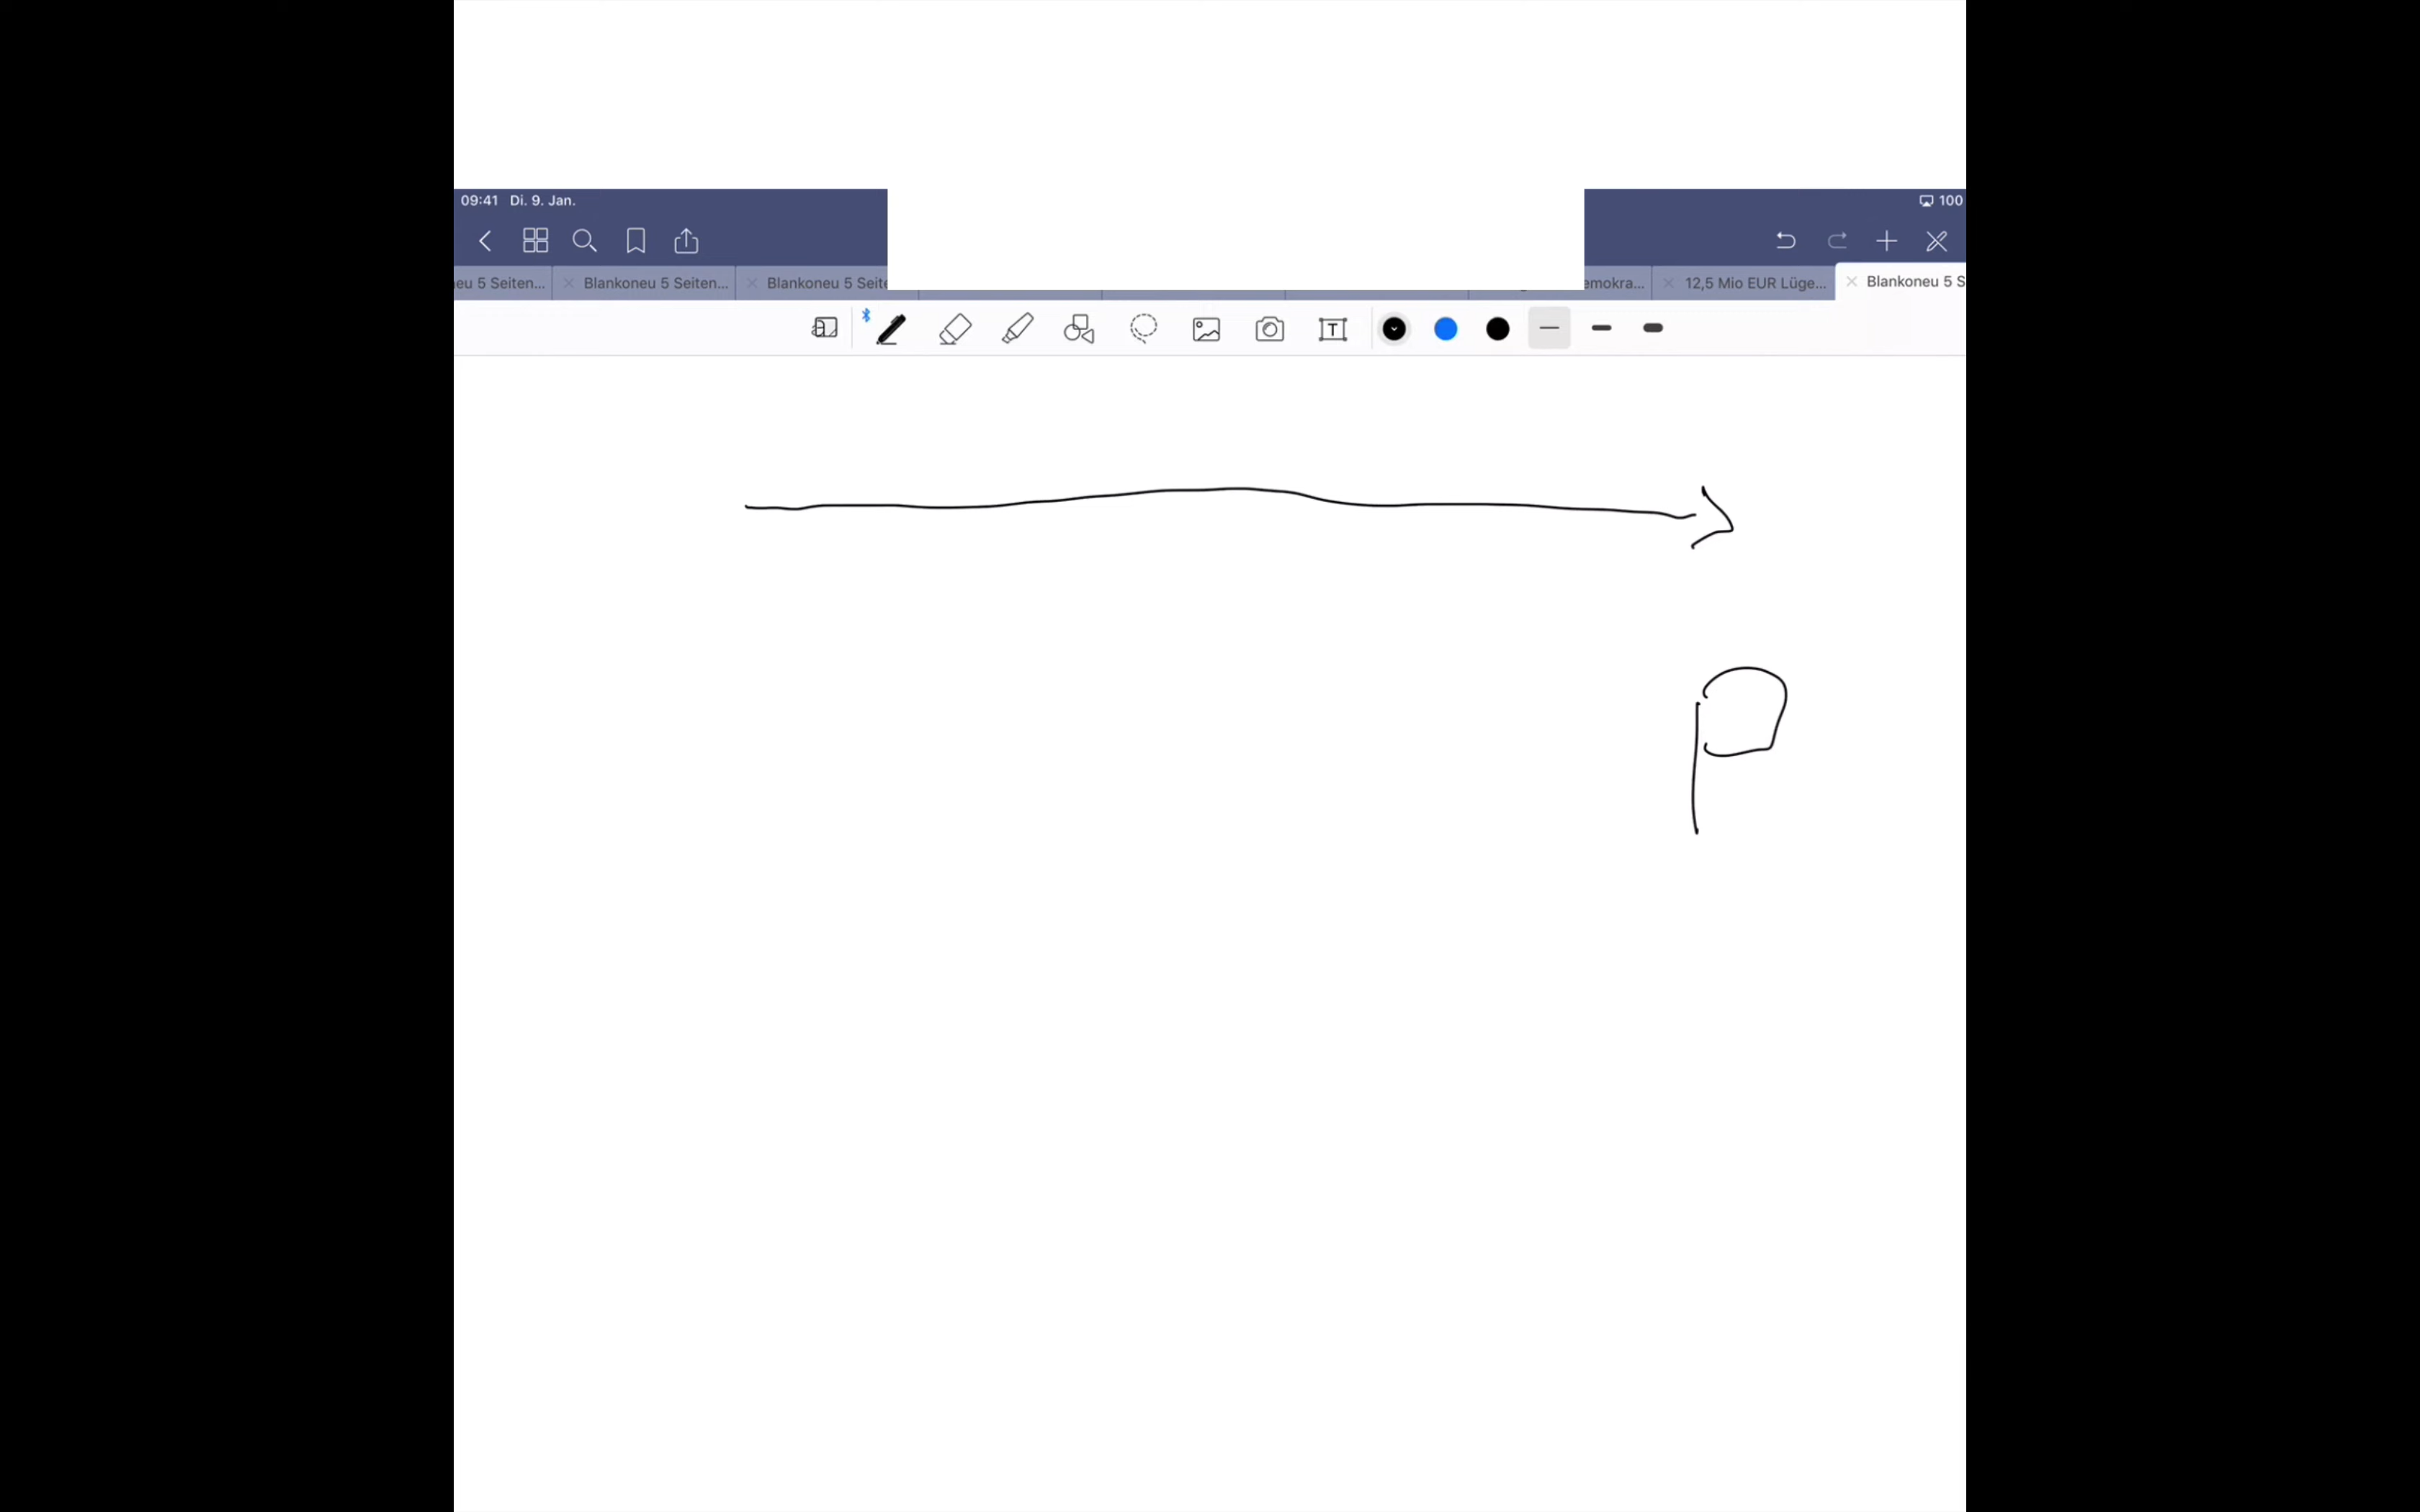 09:41 Di. 9. Jan.
100
eu 5 Seiten...
Blankoneu 5 Seiten...
Blankoneu 5 Seite
emokra...
12,5 Mio EUR Lüge...
Blankoneu 5 S
a
T
P